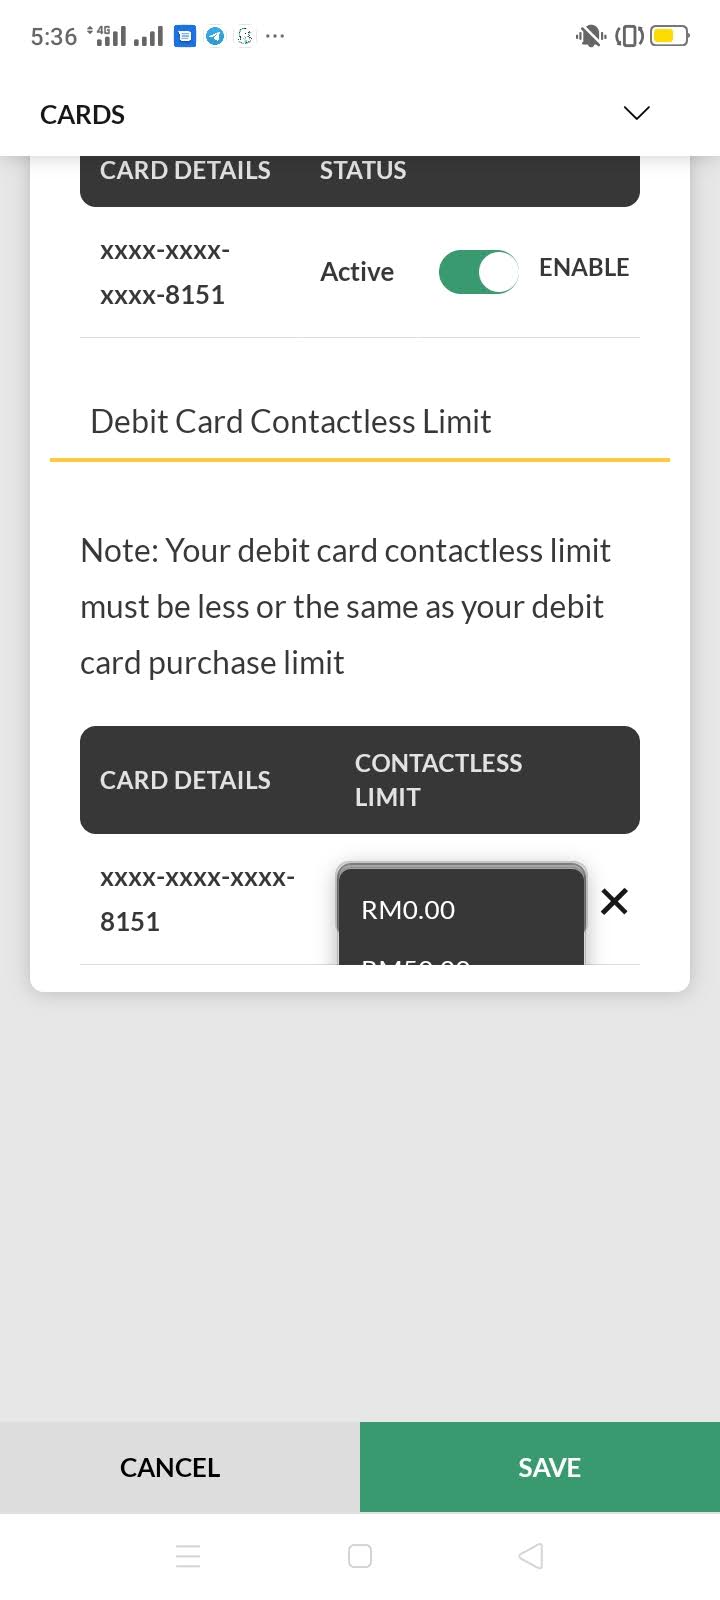 5:36 4G
CARDS
CARD DETAILS STATUS
xxxx-xxxx-
xxxx-8151
Active
ENABLE
Debit Card Contactless Limit
Note: Your debit card contactless limit
must be less or the same as your debit
card purchase limit
CARD DETAILS
CONTACTLESS
LIMIT
xxxx-xxxx-xxxx-
8151
RM0.00
RM50.00
CANCEL SAVE